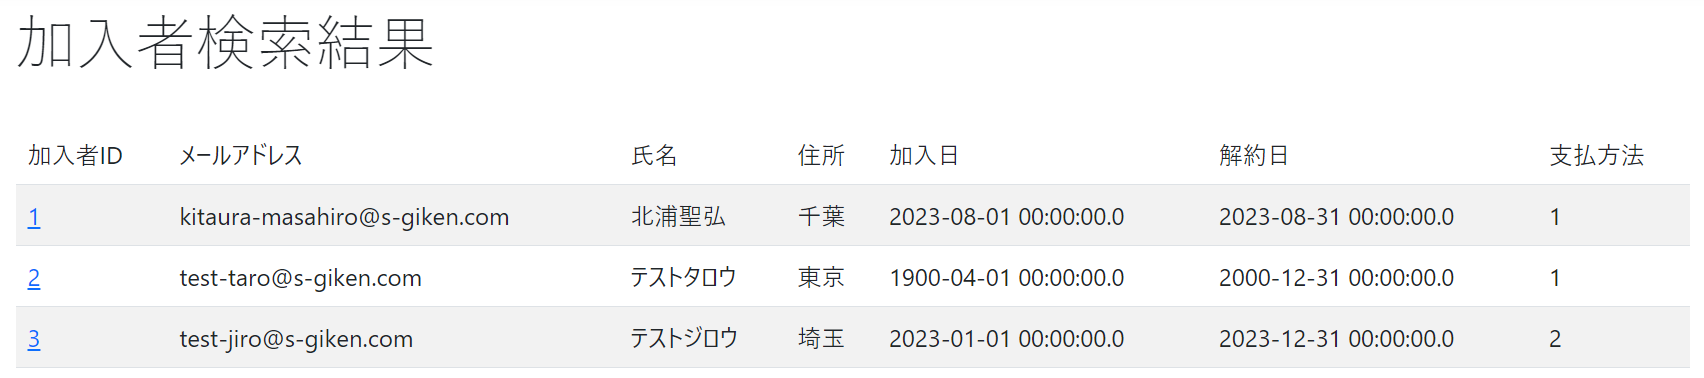 加入者検索結果
加入者ID メールアドレス 氏名 住所 加入日 解約日 支払方法
1 kitaura-masahiro@s-giken.com 北浦聖弘 千葉 2023-08-01 00:00:00.0 2023-08-31 00:00:00.0 1
2 test-taro@s-giken.com テストタロウ 東京 1900-04-01 00:00:00.0 2000-12-31 00:00:00.0 1
3 test-jiro@s-giken.com テストジロウ 埼玉 2023-01-01 00:00:00.0 2023-12-31 00:00:00.0 2